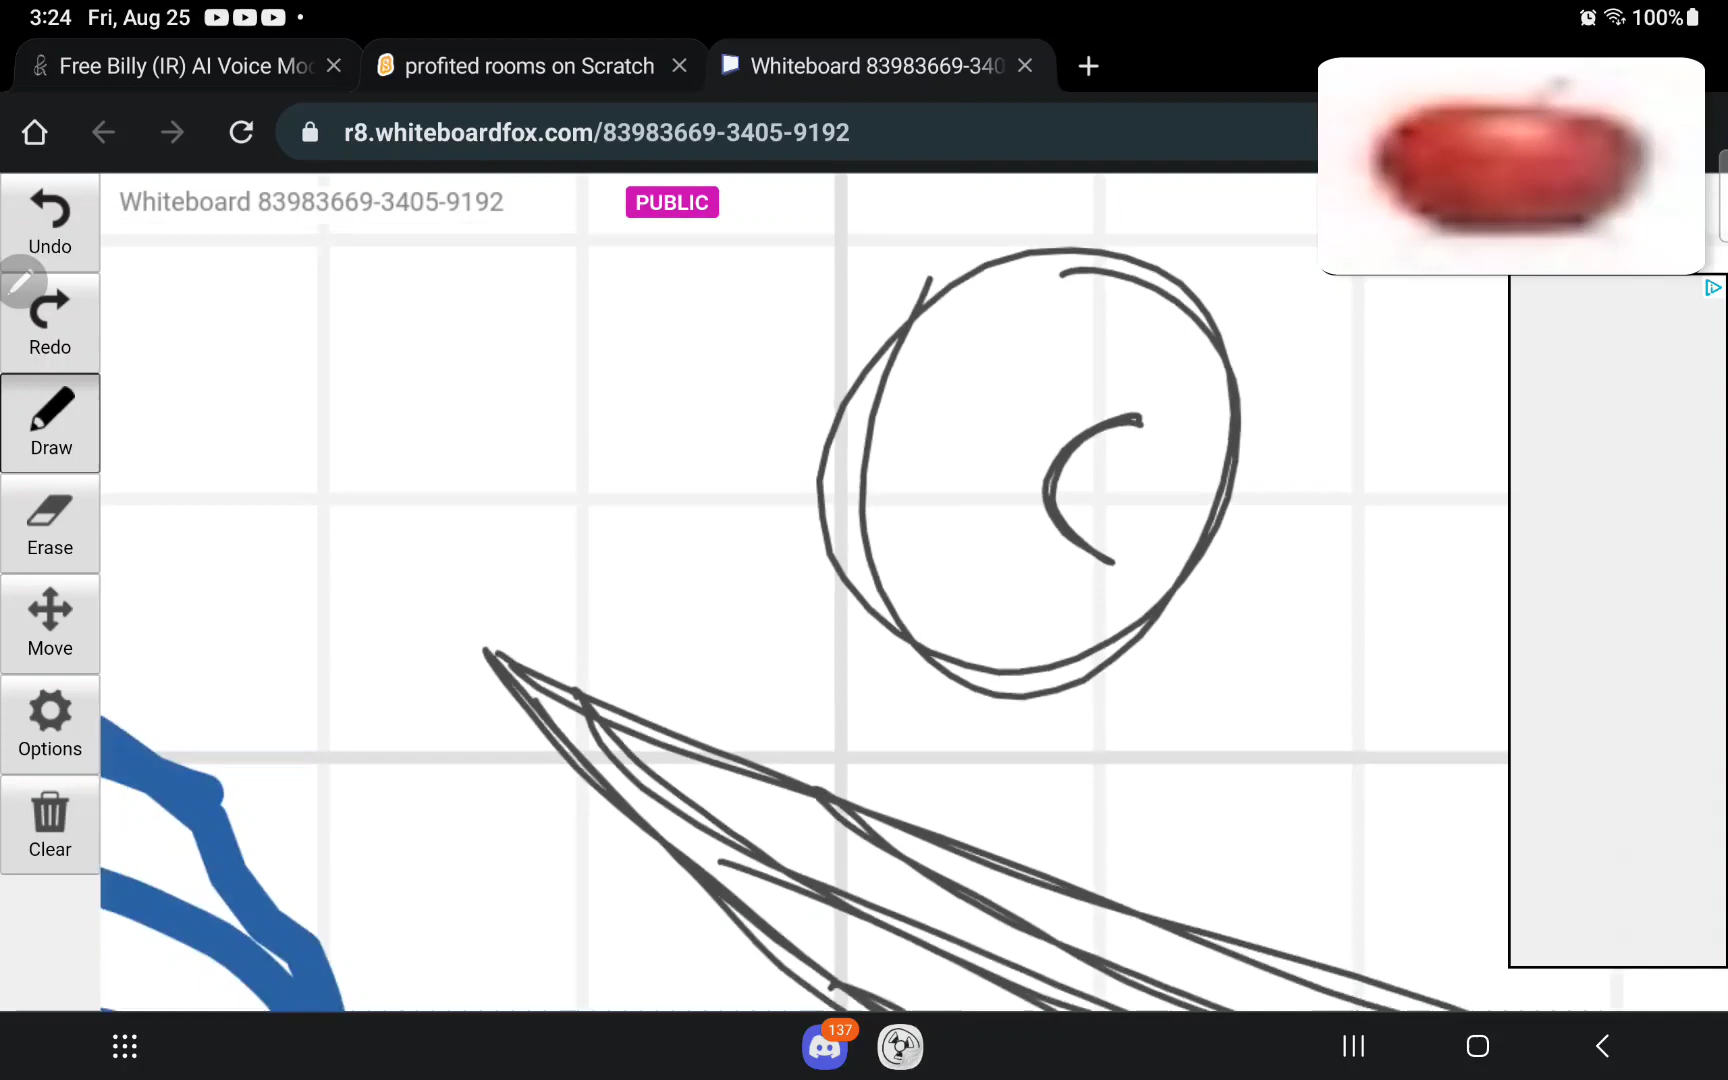 3:24 Fri, Aug 25 100%
Free Billy (IR) AI Voice Mod
profited rooms on Scratch
Whiteboard 83983669-340
r8.whiteboardfox.com/83983669-3405-9192
Whiteboard 83983669-3405-9192
PUBLIC
Undo
Redo
Draw
Erase
Move
Options
Clear
137